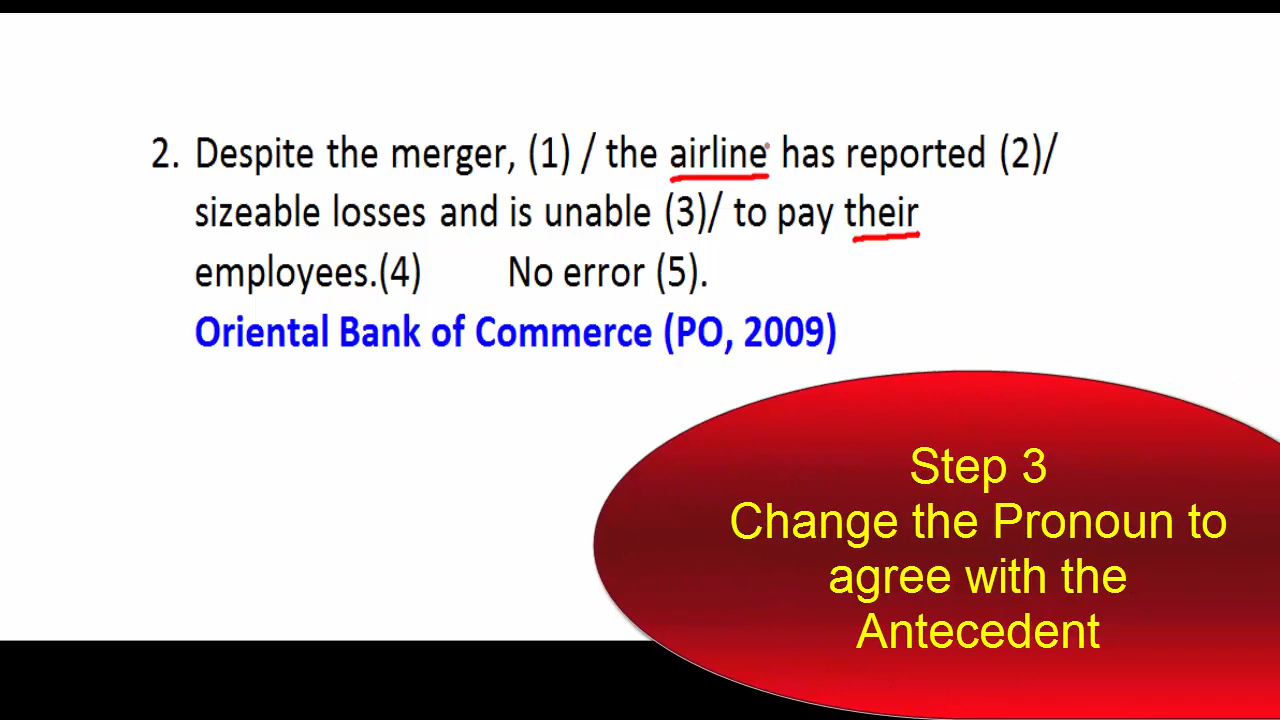 2. Despite the merger, (1) / the airline has reported (2)/
sizeable losses and is unable (3)/ to pay their
employees.(4) No error (5).
Oriental Bank of Commerce (PO, 2009)
Step 3
Change the Pronoun to
agree with the
Antecedent